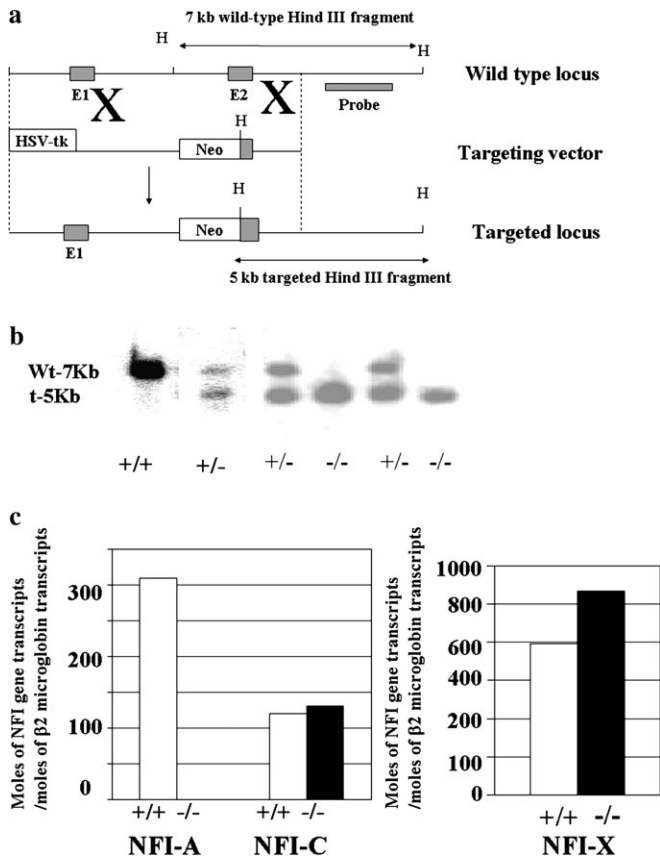 a
7 kb wild-type Hind III fragment
H
H
Wild type locus
E1
X
E2
X
Probe
H
HSV-tk
Neo
Targeting vector
H
H
Neo
Targeted locus
E1
5 kb targeted Hind III fragment
b
Wt-7Kb
t-5Kb
+/+ +/- +/- -/- +/- -/-
c
Moles of NFI gene transcripts
/moles of β2 microglobin transcripts
300
100
0
+/+ -/- +/+ -/-
NFI-A NFI-C
Moles of NFI gene transcripts
/moles of β2 microglobin transcripts
1000
800
600
400
200
100
0
+/+ -/-
NFI-X